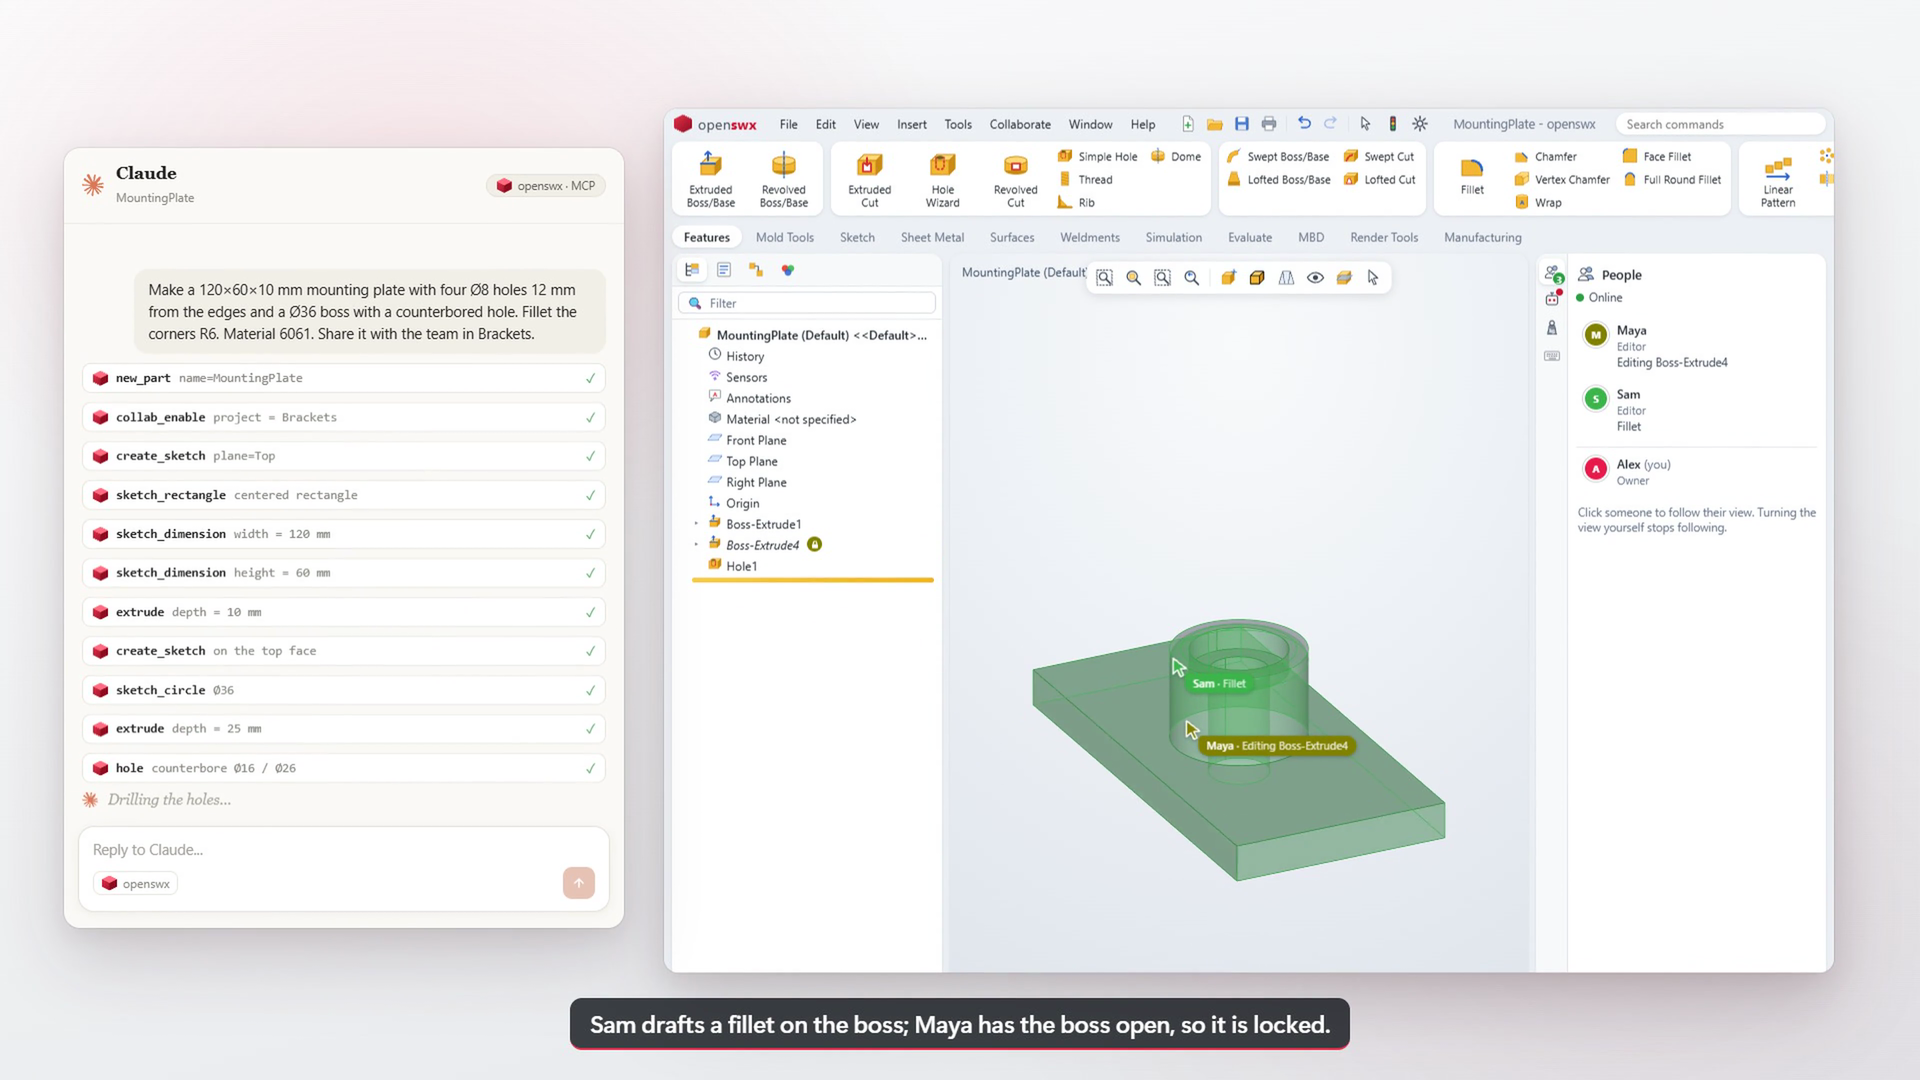 Claude
MountingPlate
openswx · MCP
Make a 120×60×10 mm mounting plate with four Ø8 holes 12 mm
from the edges and a Ø36 boss with a counterbored hole. Fillet the
corners R6. Material 6061. Share it with the team in Brackets.
new_part name=MountingPlate
collab_enable project = Brackets
create_sketch plane=Top
sketch_rectangle centered rectangle
sketch_dimension width = 120 mm
sketch_dimension height = 60 mm
extrude depth = 10 mm
create_sketch on the top face
sketch_circle Ø36
extrude depth = 25 mm
hole counterbore Ø16 / Ø26
Drilling the holes...
Reply to Claude...
openswx
openswx
File Edit View Insert Tools Collaborate Window Help
MountingPlate - openswx
Search commands
Extruded
Boss/Base
Revolved
Boss/Base
Extruded
Cut
Hole
Wizard
Revolved
Cut
Simple Hole
Dome
Thread
Rib
Swept Boss/Base
Swept Cut
Lofted Boss/Base
Lofted Cut
Fillet
Chamfer
Face Fillet
Vertex Chamfer
Full Round Fillet
Wrap
Linear
Pattern
Features Mold Tools Sketch Sheet Metal Surfaces Weldments Simulation Evaluate MBD Render Tools Manufacturing
Filter
MountingPlate (Default) <<Default>...
History
Sensors
Annotations
Material <not specified>
Front Plane
Top Plane
Right Plane
Origin
Boss-Extrude1
Boss-Extrude4
Hole1
MountingPlate (Default
Sam · Fillet
Maya · Editing Boss-Extrude4
3
People
Online
M
Maya
Editor
Editing Boss-Extrude4
S
Sam
Editor
Fillet
A
Alex (you)
Owner
Click someone to follow their view. Turning the
view yourself stops following.
Sam drafts a fillet on the boss; Maya has the boss open, so it is locked.